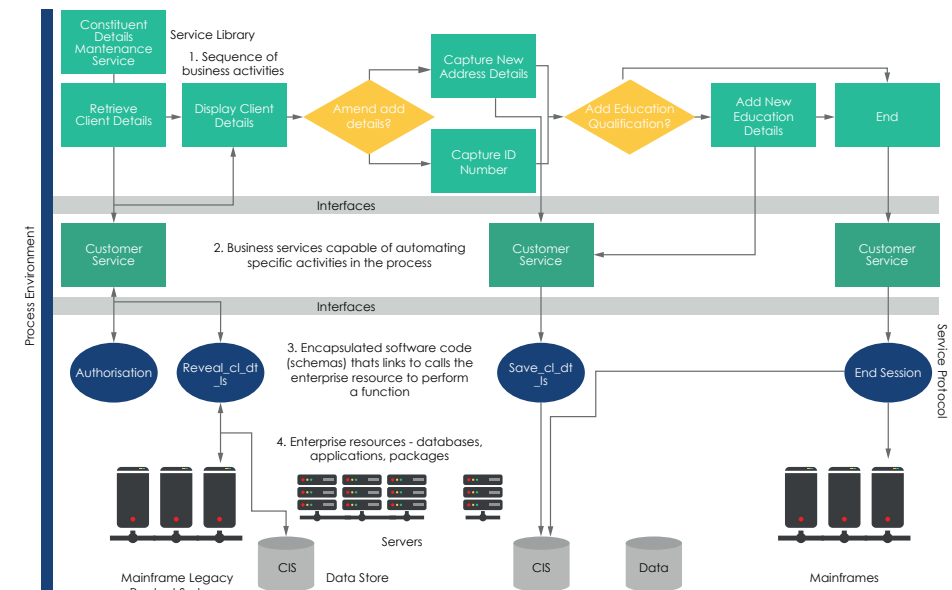 Constituent
Details
Mantenance
Service
Service Library
1. Sequence of
business activities
Capture New
Address Details
Retrieve
Client Details
Display Client
Details
Amend add
details?
Add Education
Qualification?
Add New
Education
Details
End
Capture ID
Number
Interfaces
Customer
Service
2. Business services capable of automating
specific activities in the process
Customer
Service
Customer
Service
Process Environment
Interfaces
Authorisation
Reveal_cl_dt
_ls
3. Encapsulated software code
(schemas) thats links to calls the
enterprise resource to perform
a function
Save_cl_dt
_ls
End Session
Service Protocol
4. Enterprise resources - databases,
applications, packages
Servers
CIS
Data Store
CIS
Data
Mainframe Legacy
Mainframes